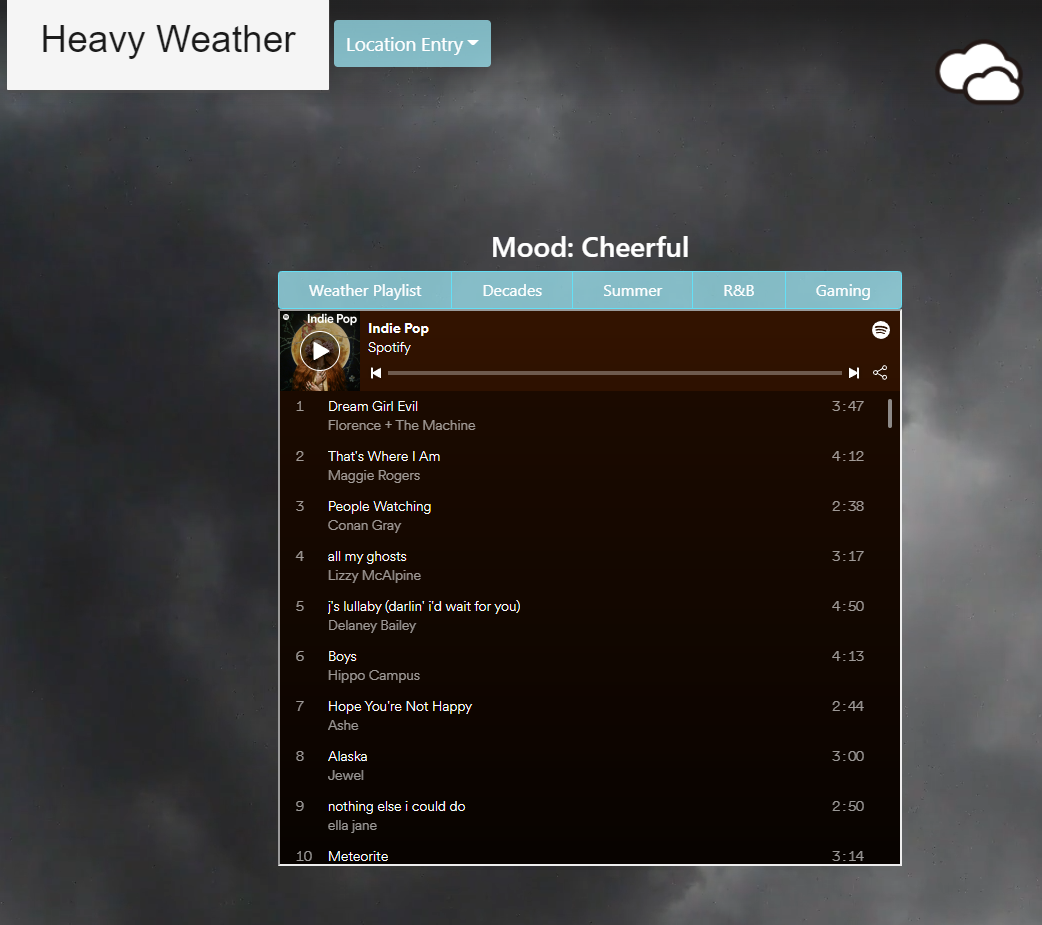 Heavy Weather
Location Entry
Mood: Cheerful
Weather Playlist Decades Summer R&B Gaming
Indie Pop
Indie Pop
Spotify
1 Dream Girl Evil 3:47
Florence + The Machine
2 That's Where I Am 4:12
Maggie Rogers
3 People Watching 2:38
Conan Gray
4 all my ghosts 3:17
Lizzy McAlpine
5 j's lullaby (darlin' i'd wait for you) 4:50
Delaney Bailey
6 Boys 4:13
Hippo Campus
7 Hope You're Not Happy 2:44
Ashe
8 Alaska 3:00
Jewel
9 nothing else i could do 2:50
ella jane
10 Meteorite 3:14